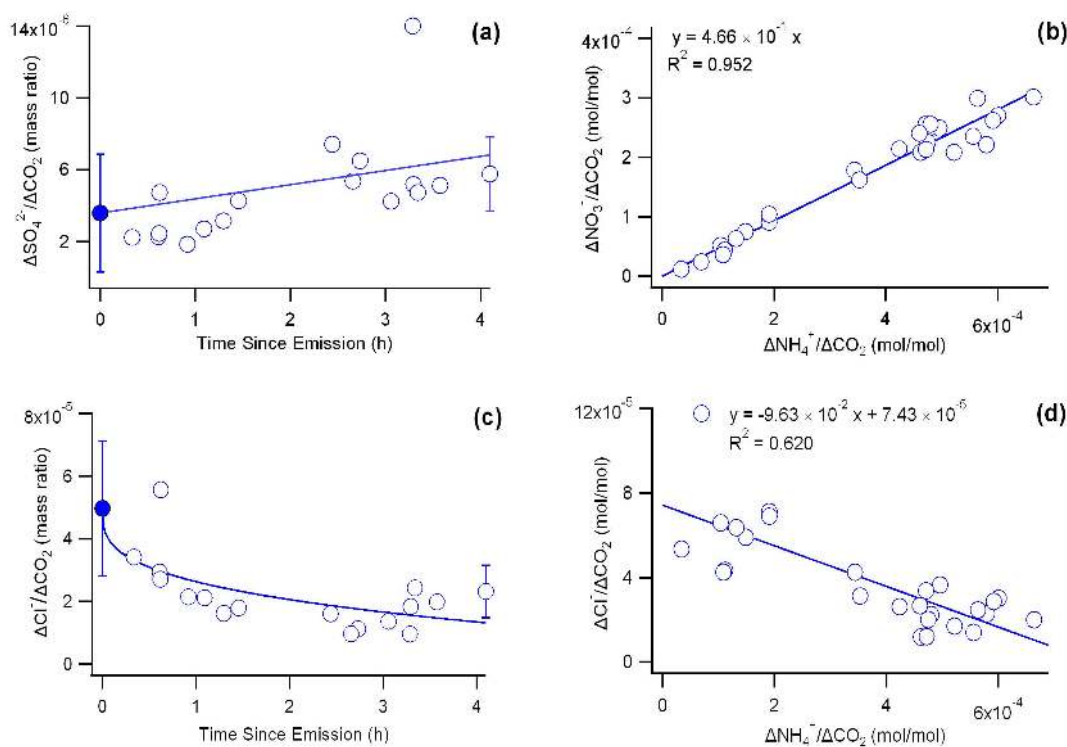 14x10⁻⁶
10
6
2
ΔSO₄²⁻/ΔCO₂ (mass ratio)
(a)
0 1 2 3 4
Time Since Emission (h)
4x10⁻⁴
3
2
1
0
ΔNO₃⁻/ΔCO₂ (mol/mol)
y = 4.66 × 10⁻¹ x
R² = 0.952
(b)
0 2 4 6x10⁻⁴
ΔNH₄⁺/ΔCO₂ (mol/mol)
8x10⁻⁵
6
4
2
0
ΔCl⁻/ΔCO₂ (mass ratio)
(c)
0 1 2 3 4
Time Since Emission (h)
12x10⁻⁵
8
4
0
ΔCl⁻/ΔCO₂ (mol/mol)
y = -9.63 × 10⁻² x + 7.43 × 10⁻⁵
R² = 0.620
(d)
0 2 4 6x10⁻⁴
ΔNH₄⁺/ΔCO₂ (mol/mol)